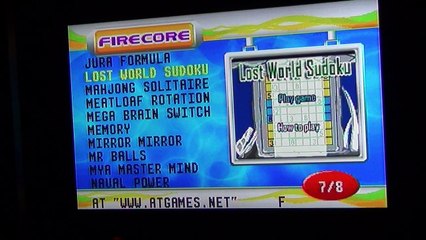 FIRECORE
JURA FORMULA
LOST WORLD SUDOKU
MAHJONG SOLITAIRE
MEATLOAF ROTATION
MEGA BRAIN SWITCH
MEMORY
MIRROR MIRROR
MR BALLS
MYA MASTER MIND
NAVAL POWER
Lost World Sudoku
Play game
How to play
7/8
AT "WWW.ATGAMES.NET" F